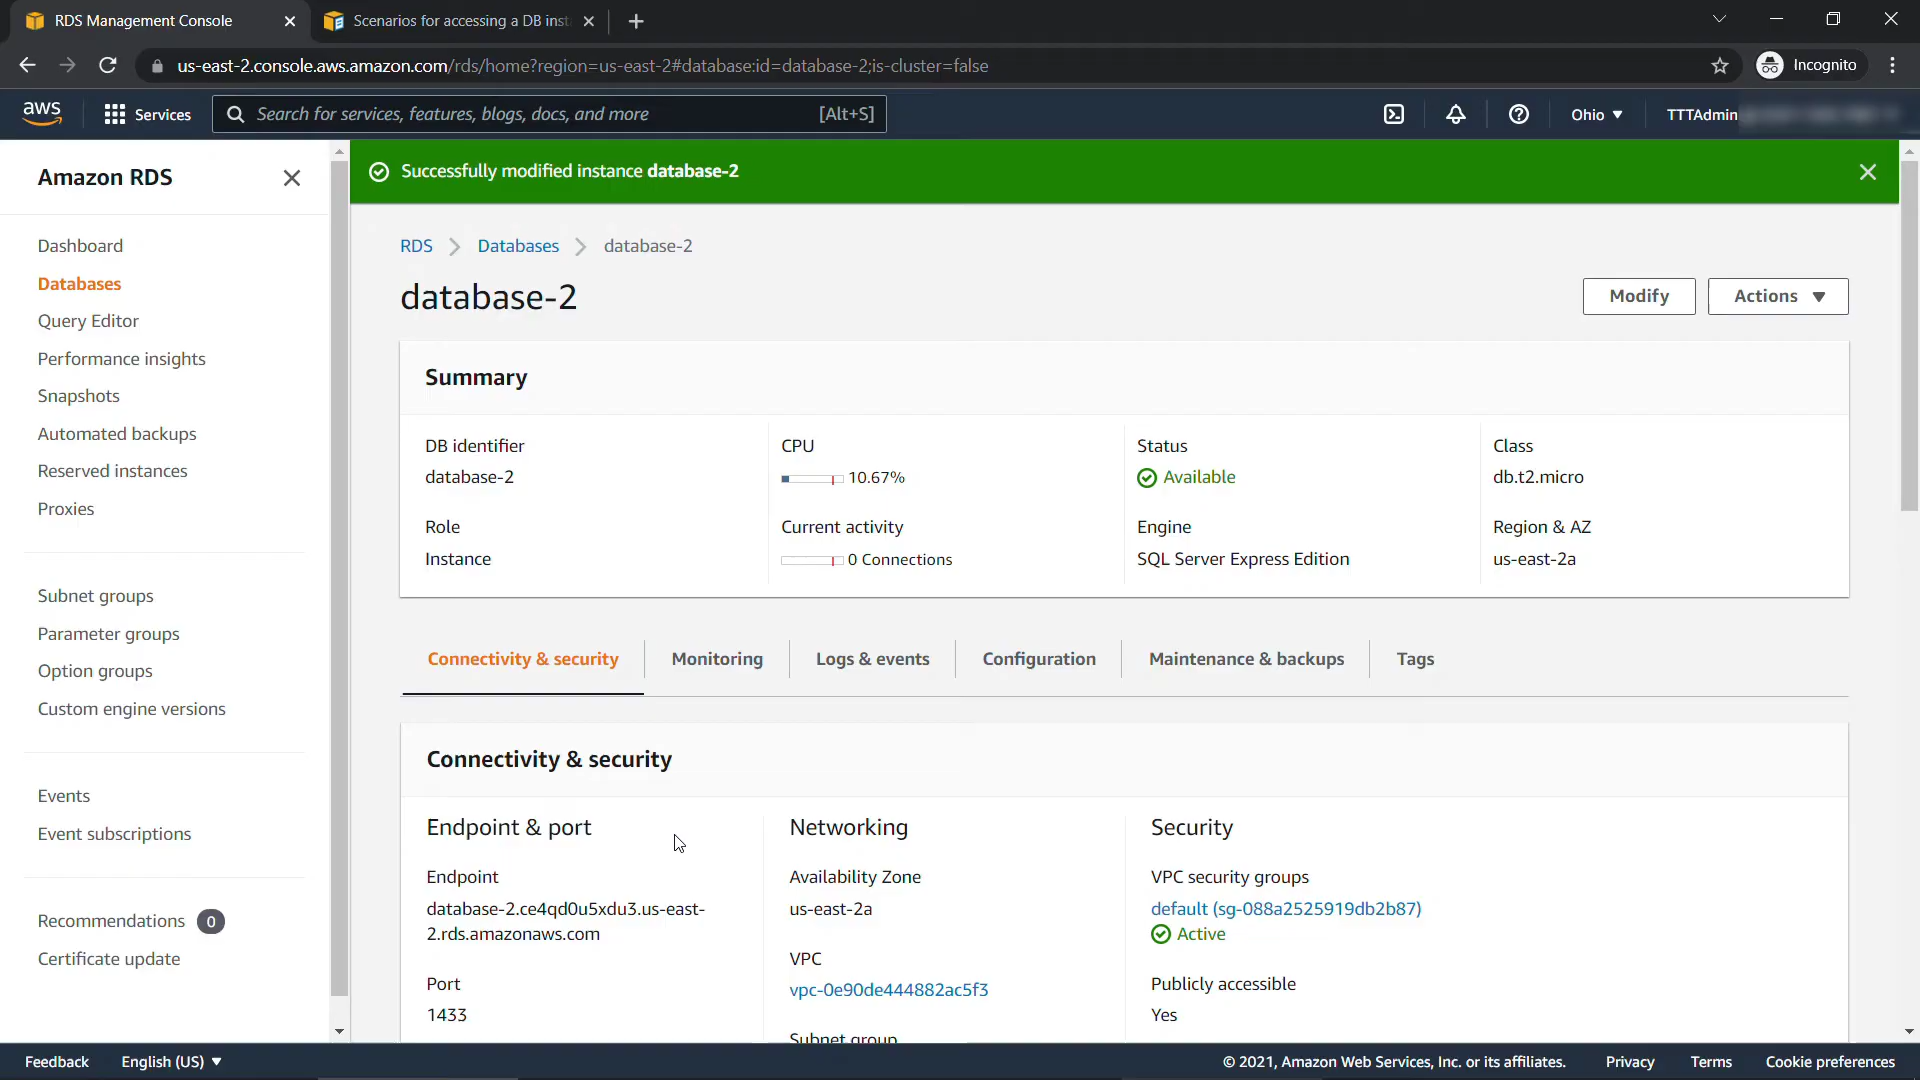 RDS Management Console
Scenarios for accessing a DB inst
us-east-2.console.aws.amazon.com/rds/home?region=us-east-2#database:id=database-2;is-cluster=false
Incognito
aws
Services
Search for services, features, blogs, docs, and more
[Alt+S]
Ohio
TTTAdmin
Amazon RDS
Dashboard
Databases
Query Editor
Performance insights
Snapshots
Automated backups
Reserved instances
Proxies
Subnet groups
Parameter groups
Option groups
Custom engine versions
Events
Event subscriptions
Recommendations 0
Certificate update
Successfully modified instance database-2
RDS > Databases > database-2
database-2
Modify
Actions
Summary
DB identifier
database-2
CPU
10.67%
Status
Available
Class
db.t2.micro
Role
Instance
Current activity
0 Connections
Engine
SQL Server Express Edition
Region & AZ
us-east-2a
Connectivity & security
Monitoring
Logs & events
Configuration
Maintenance & backups
Tags
Connectivity & security
Endpoint & port
Endpoint
database-2.ce4qd0u5xdu3.us-east-
2.rds.amazonaws.com
Port
1433
Networking
Availability Zone
us-east-2a
VPC
vpc-0e90de444882ac5f3
Subnet group
Security
VPC security groups
default (sg-088a2525919db2b87)
Active
Publicly accessible
Yes
Feedback
English (US)
© 2021, Amazon Web Services, Inc. or its affiliates.
Privacy
Terms
Cookie preferences